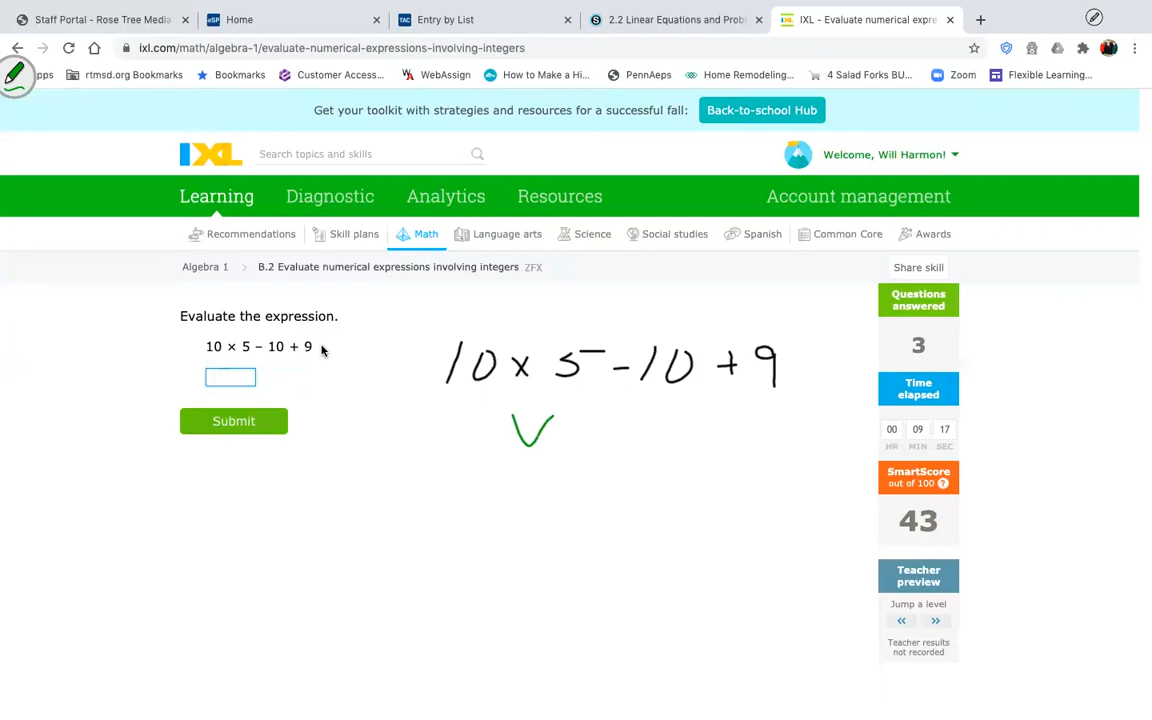 Staff Portal - Rose Tree Media
eSP Home
TAC Entry by List
S 2.2 Linear Equations and Prob
IXL - Evaluate numerical expre
ixl.com/math/algebra-1/evaluate-numerical-expressions-involving-integers
pps
rtmsd.org Bookmarks
Bookmarks
Customer Access...
WebAssign
How to Make a Hi...
PennAeps
Home Remodeling...
4 Salad Forks BU...
Zoom
Flexible Learning...
Get your toolkit with strategies and resources for a successful fall: Back-to-school Hub
IXL Search topics and skills Welcome, Will Harmon!
Learning Diagnostic Analytics Resources Account management
Recommendations Skill plans Math Language arts Science Social studies Spanish Common Core Awards
Algebra 1 > B.2 Evaluate numerical expressions involving integers ZFX Share skill
Evaluate the expression.
10 × 5 – 10 + 9
Submit
10 × 5 - 10 + 9
Questions
answered
3
Time
elapsed
00 09 17
HR MIN SEC
SmartScore
out of 100 ?
43
Teacher
preview
Jump a level
<< >>
Teacher results
not recorded